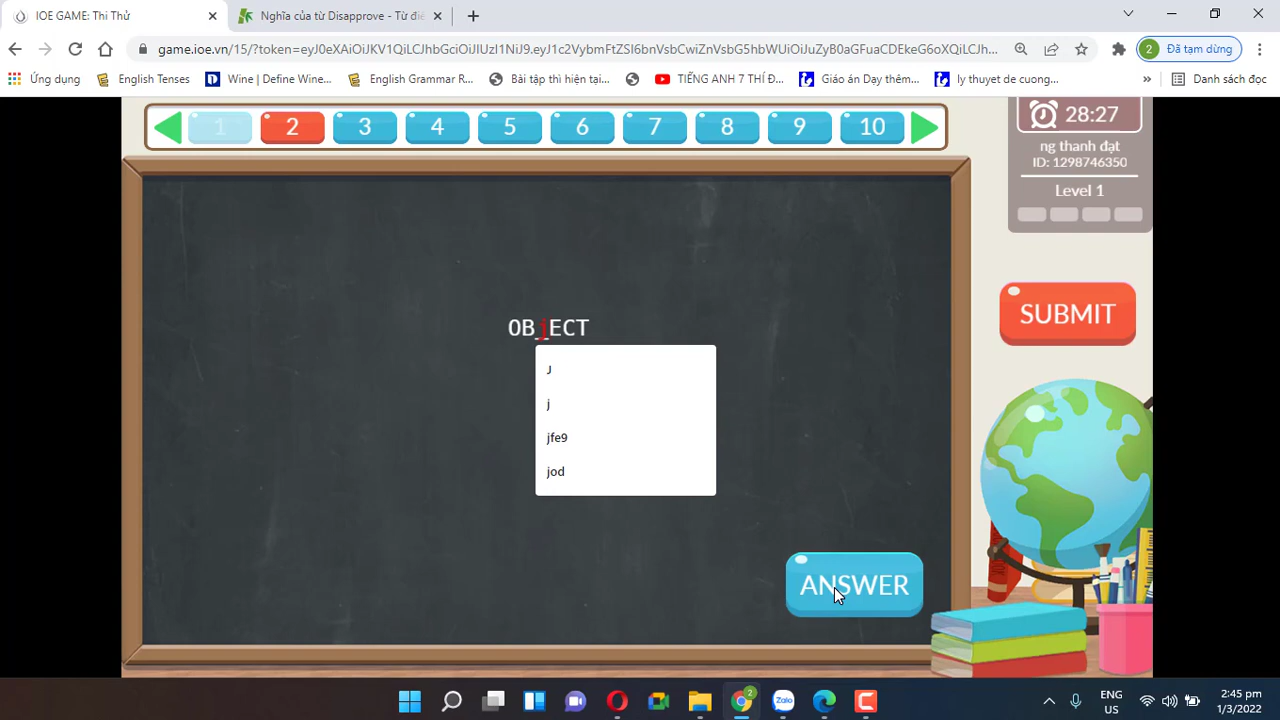 IOE GAME: Thi Thử
Nghĩa của từ Disapprove - Từ điể
game.ioe.vn/15/?token=eyJ0eXAiOiJKV1QiLCJhbGciOiJIUzI1NiJ9
Đã tạm dừng
Ứng dụng
English Tenses
Wine | Define Wine...
English Grammar R...
Bài tập thì hiện tại...
TIẾNG ANH 7 THÍ Đ...
Giáo án Dạy thêm...
ly thuyet de cuong...
»
Danh sách đọc
1
2
3
4
5
6
7
8
9
10
28:27
ng thanh đạt
ID: 1298746350
Level 1
SUBMIT
OBjECT
J
j
jfe9
jod
ANSWER
Zalo
2
ENG
US
2:45 pm
1/3/2022